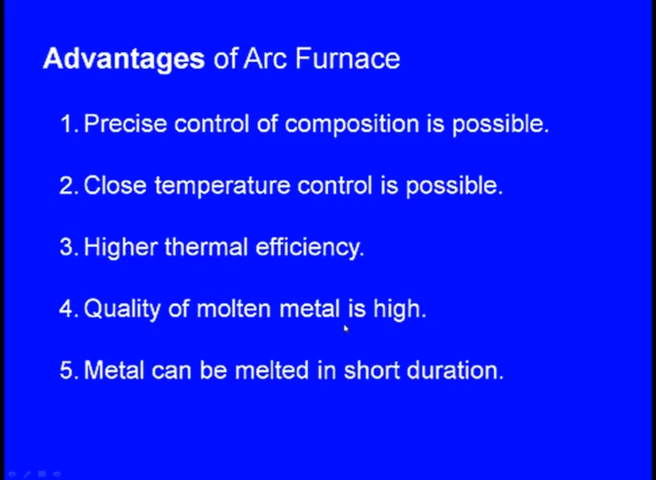 Advantages of Arc Furnace
1. Precise control of composition is possible.
2. Close temperature control is possible.
3. Higher thermal efficiency.
4. Quality of molten metal is high.
5. Metal can be melted in short duration.